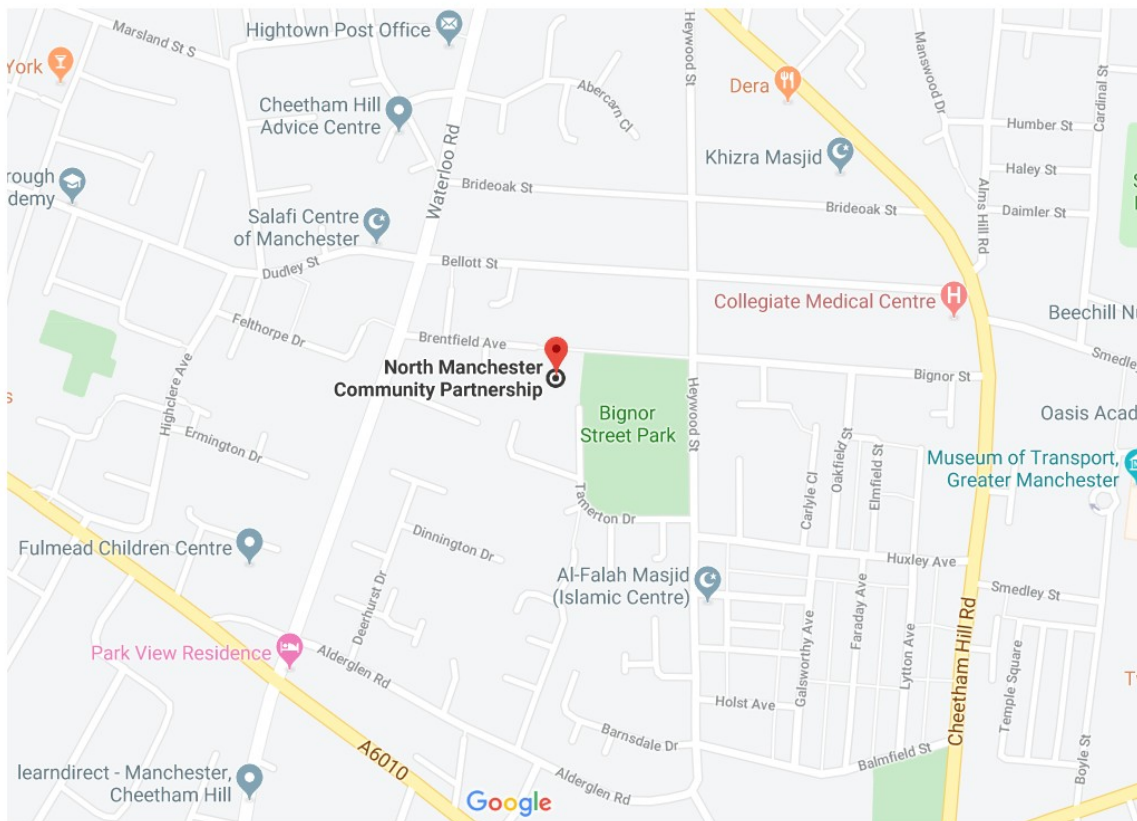 Marsland St S
Hightown Post Office
York
Cheetham Hill
Advice Centre
Abercarn Cl
Heywood St
Dera
Manswood Dr
Cardinal St
Humber St
Khizra Masjid
Haley St
rough
demy
Waterloo Rd
Brideoak St
Brideoak St
Alms Hill Rd
Daimler St
Salafi Centre
of Manchester
Dudley St
Bellott St
Collegiate Medical Centre
Beechill Nu
Felthorpe Dr
Brentfield Ave
Smedley
North Manchester
Community Partnership
Bignor St
s
Highclere Ave
Bignor
Street Park
Heywood St
Oasis Acad
Ermington Dr
Carlyle Cl
Oakfield St
Elmfield St
Museum of Transport,
Greater Manchester
Tamerton Dr
Dinnington Dr
Fulmead Children Centre
Huxley Ave
Al-Falah Masjid
(Islamic Centre)
Smedley St
Deerhurst Dr
Faraday Ave
Galsworthy Ave
Lytton Ave
Cheetham Hill Rd
Temple Square
Park View Residence
Alderglen Rd
Holst Ave
Barnsdale Dr
Balmfield St
Boyle St
A6010
learndirect - Manchester,
Cheetham Hill
Alderglen Rd
Google